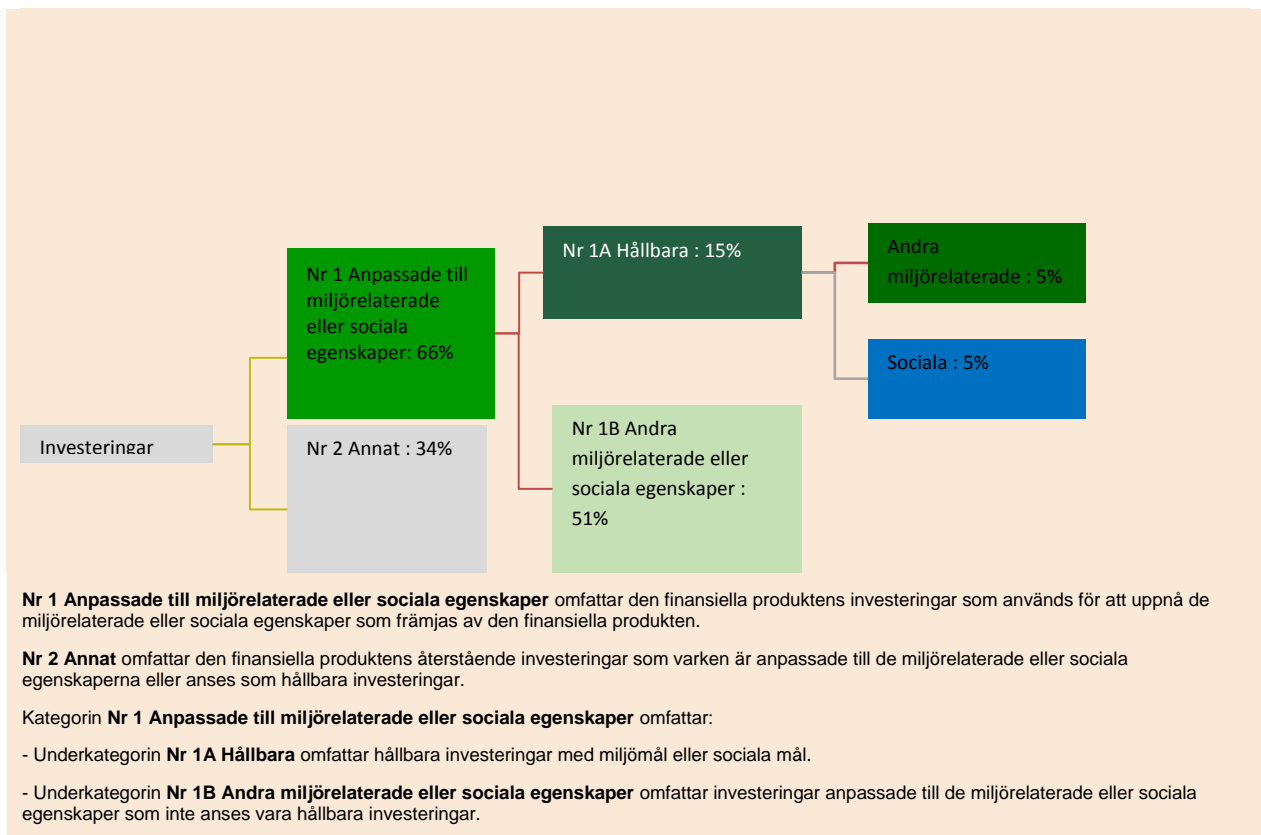 Nr 1A Hållbara : 15%
Andra
miljörelaterade : 5%
Nr 1 Anpassade till
miljörelaterade
eller sociala
egenskaper: 66%
Sociala : 5%
Investeringar
Nr 2 Annat : 34%
Nr 1B Andra
miljörelaterade eller
sociala egenskaper :
51%
Nr 1 Anpassade till miljörelaterade eller sociala egenskaper omfattar den finansiella produktens investeringar som används för att uppnå de
miljörelaterade eller sociala egenskaper som främjas av den finansiella produkten.
Nr 2 Annat omfattar den finansiella produktens återstående investeringar som varken är anpassade till de miljörelaterade eller sociala
egenskaperna eller anses som hållbara investeringar.
Kategorin Nr 1 Anpassade till miljörelaterade eller sociala egenskaper omfattar:
- Underkategorin Nr 1A Hållbara omfattar hållbara investeringar med miljömål eller sociala mål.
- Underkategorin Nr 1B Andra miljörelaterade eller sociala egenskaper omfattar investeringar anpassade till de miljörelaterade eller sociala
egenskaper som inte anses vara hållbara investeringar.